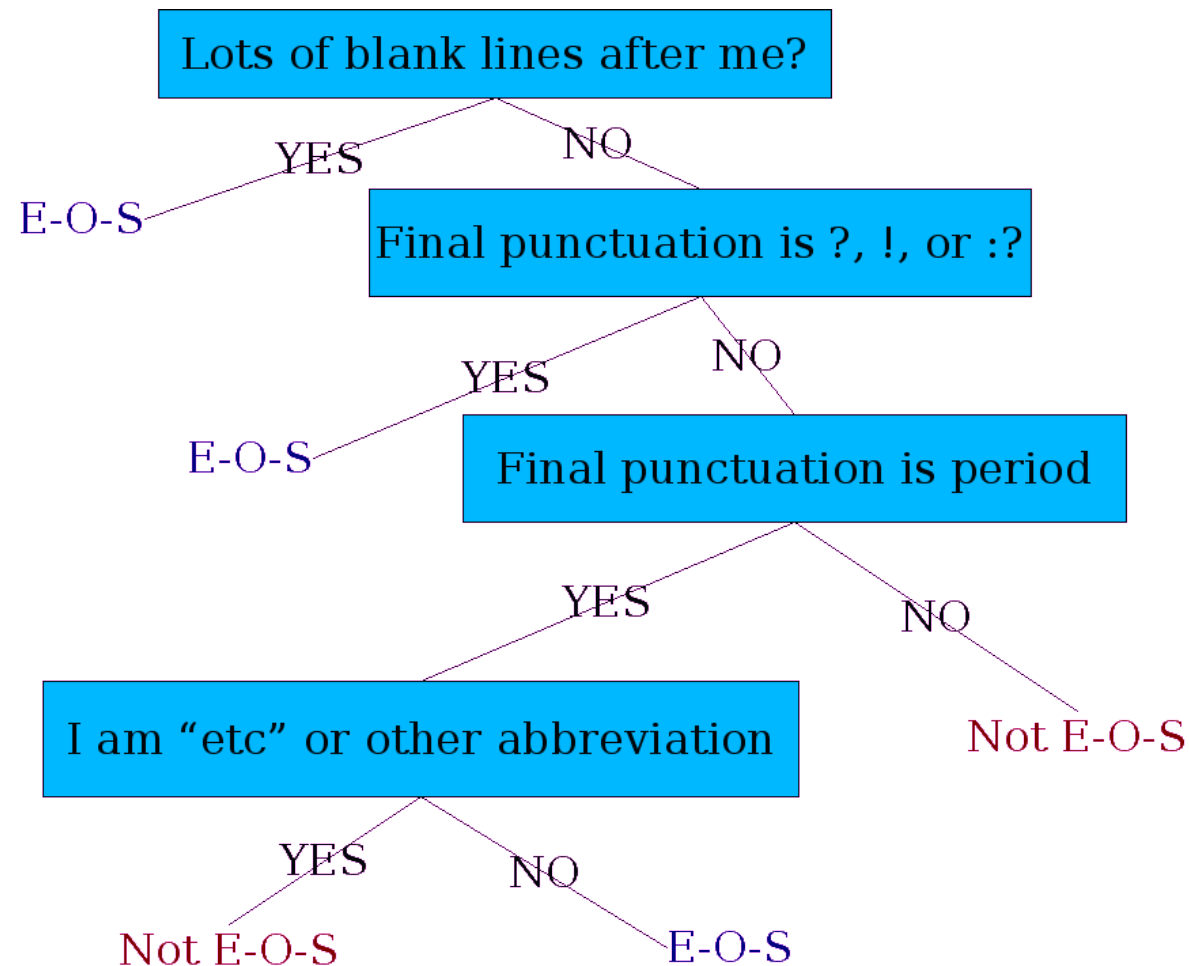 Lots of blank lines after me?
YES
NO
E-O-S
Final punctuation is ?, !, or :?
YES
NO
E-O-S
Final punctuation is period
YES
NO
I am “etc” or other abbreviation
Not E-O-S
YES
NO
Not E-O-S
E-O-S